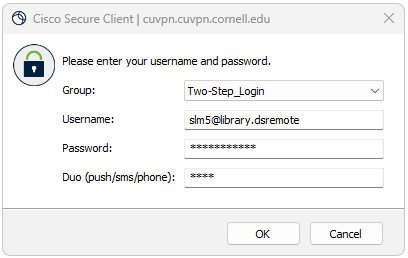 Cisco Secure Client | cuvpn.cuvpn.cornell.edu
Please enter your username and password.
Group: Two-Step_Login
Username: slm5@library.dsremote
Password: ***********
Duo (push/sms/phone): ****
OK Cancel